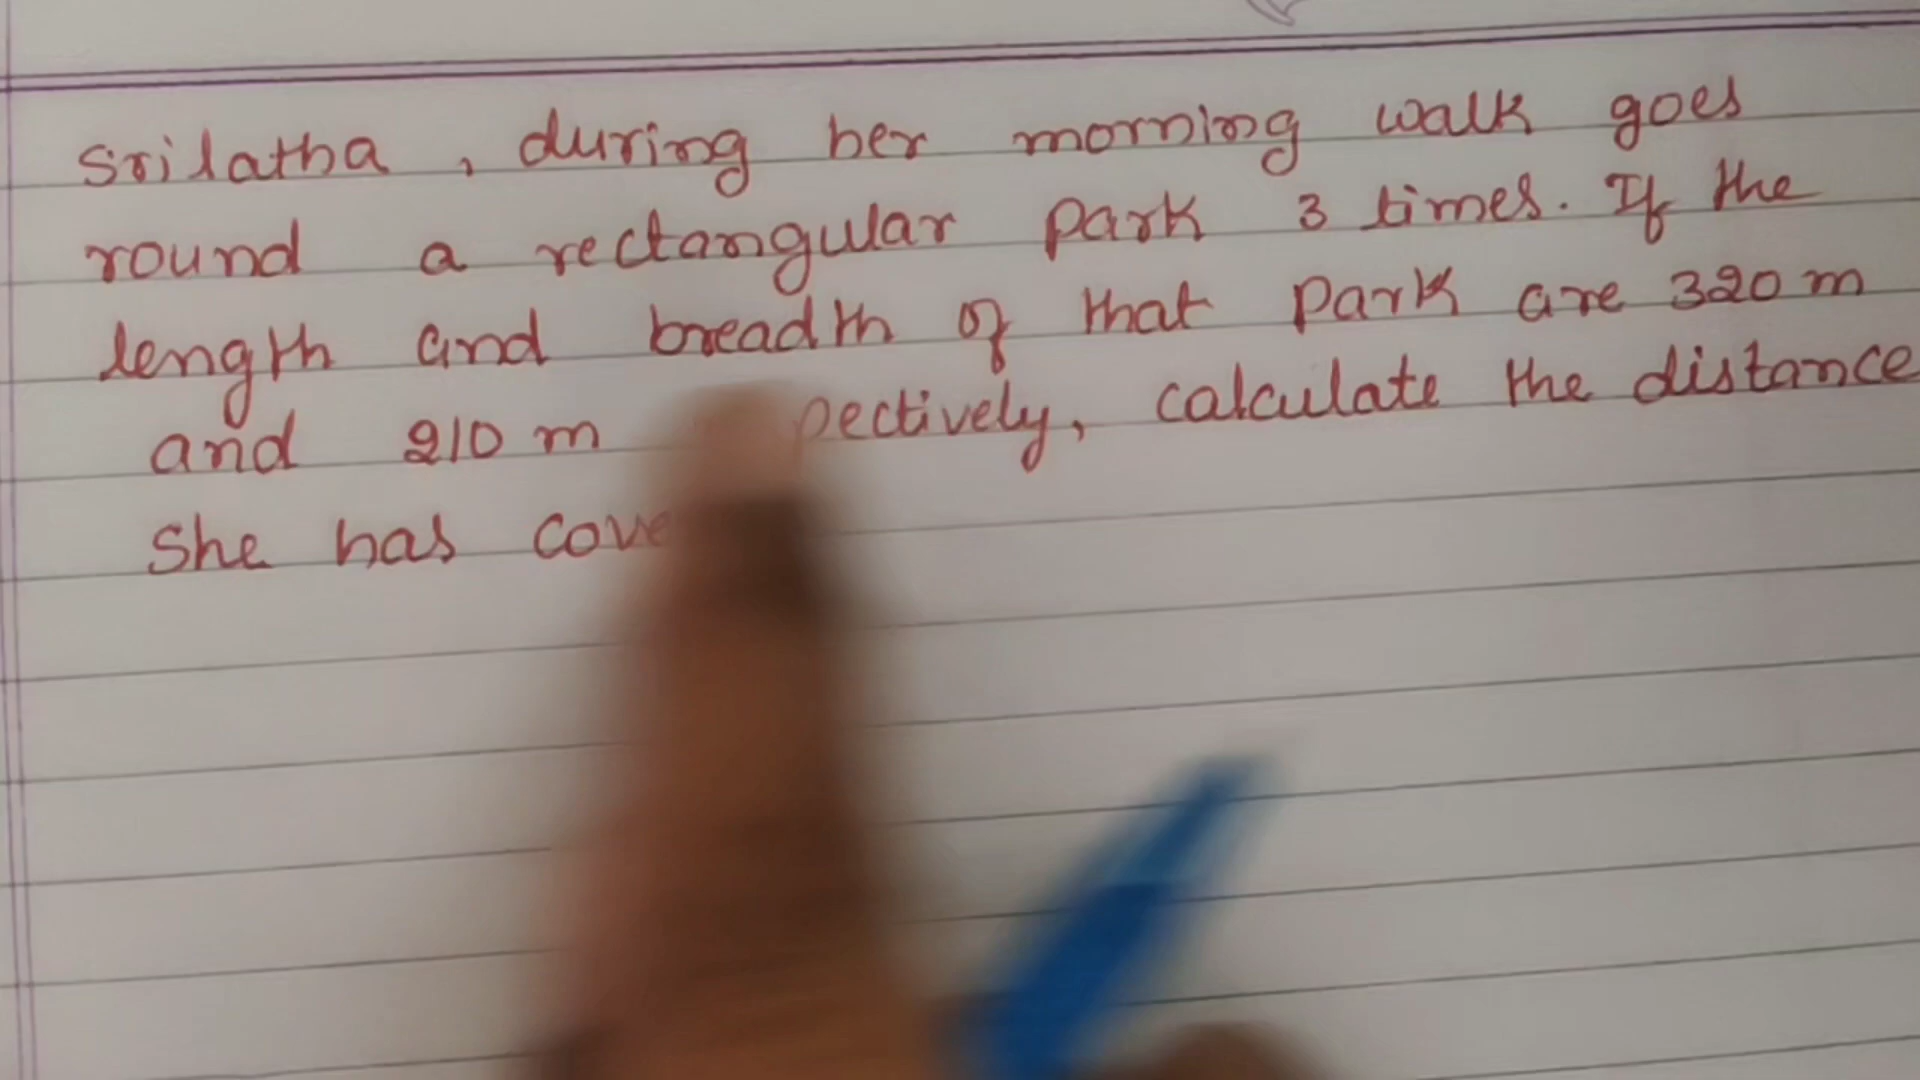 Srilatha, during her morning walk goes
round a rectangular park 3 times. If the
length and breadth of that park are 320 m
and 210 m pectively, calculate the distance
She has cove